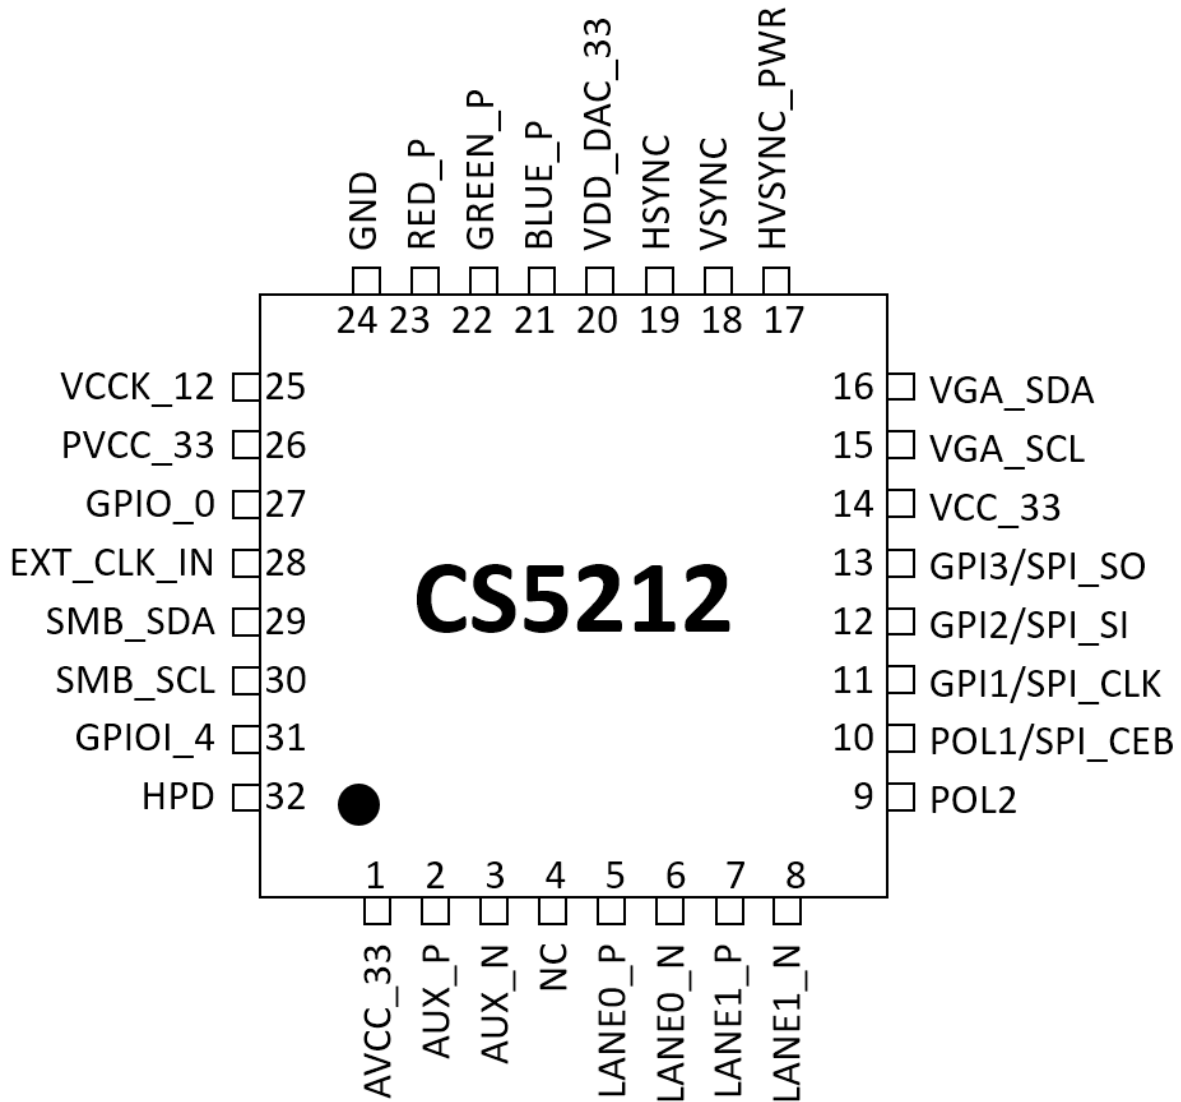 GND
RED_P
GREEN_P
BLUE_P
VDD_DAC_33
HSYNC
VSYNC
HVSYNC_PWR
24 23 22 21 20 19 18 17
VCCK_12 25
PVCC_33 26
GPIO_0 27
EXT_CLK_IN 28
SMB_SDA 29
SMB_SCL 30
GPIOI_4 31
HPD 32
CS5212
16 VGA_SDA
15 VGA_SCL
14 VCC_33
13 GPI3/SPI_SO
12 GPI2/SPI_SI
11 GPI1/SPI_CLK
10 POL1/SPI_CEB
9 POL2
1 2 3 4 5 6 7 8
AVCC_33
AUX_P
AUX_N
NC
LANE0_P
LANE0_N
LANE1_P
LANE1_N